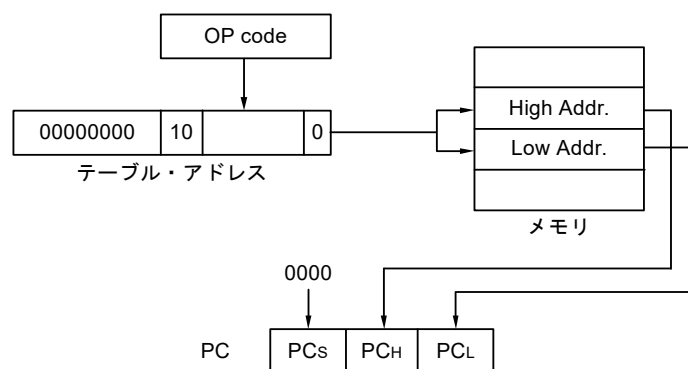 OP code
00000000 10 0
テーブル・アドレス
High Addr.
Low Addr.
メモリ
0000
PC PCS PCH PCL